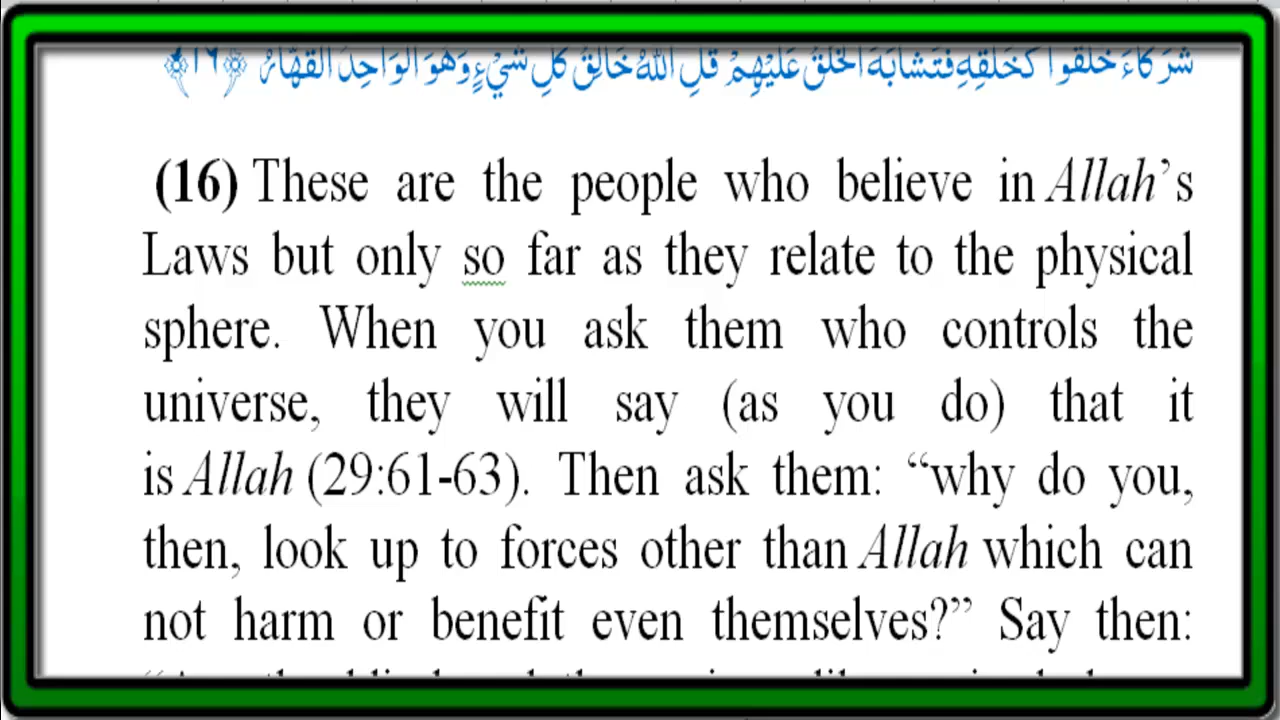 شُرَكَاءَ خَلَقُوا كَخَلْقِهِ فَتَشَابَهَ الْخَلْقُ عَلَيْهِمْ قُلِ اللَّهُ خَالِقُ كُلِّ شَيْءٍ وَهُوَ الْوَاحِدُ الْقَهَّارُ ﴿١٦﴾
(16) These are the people who believe in Allah’s
Laws but only so far as they relate to the physical
sphere. When you ask them who controls the
universe, they will say (as you do) that it
is Allah (29:61-63). Then ask them: “why do you,
then, look up to forces other than Allah which can
not harm or benefit even themselves?” Say then: